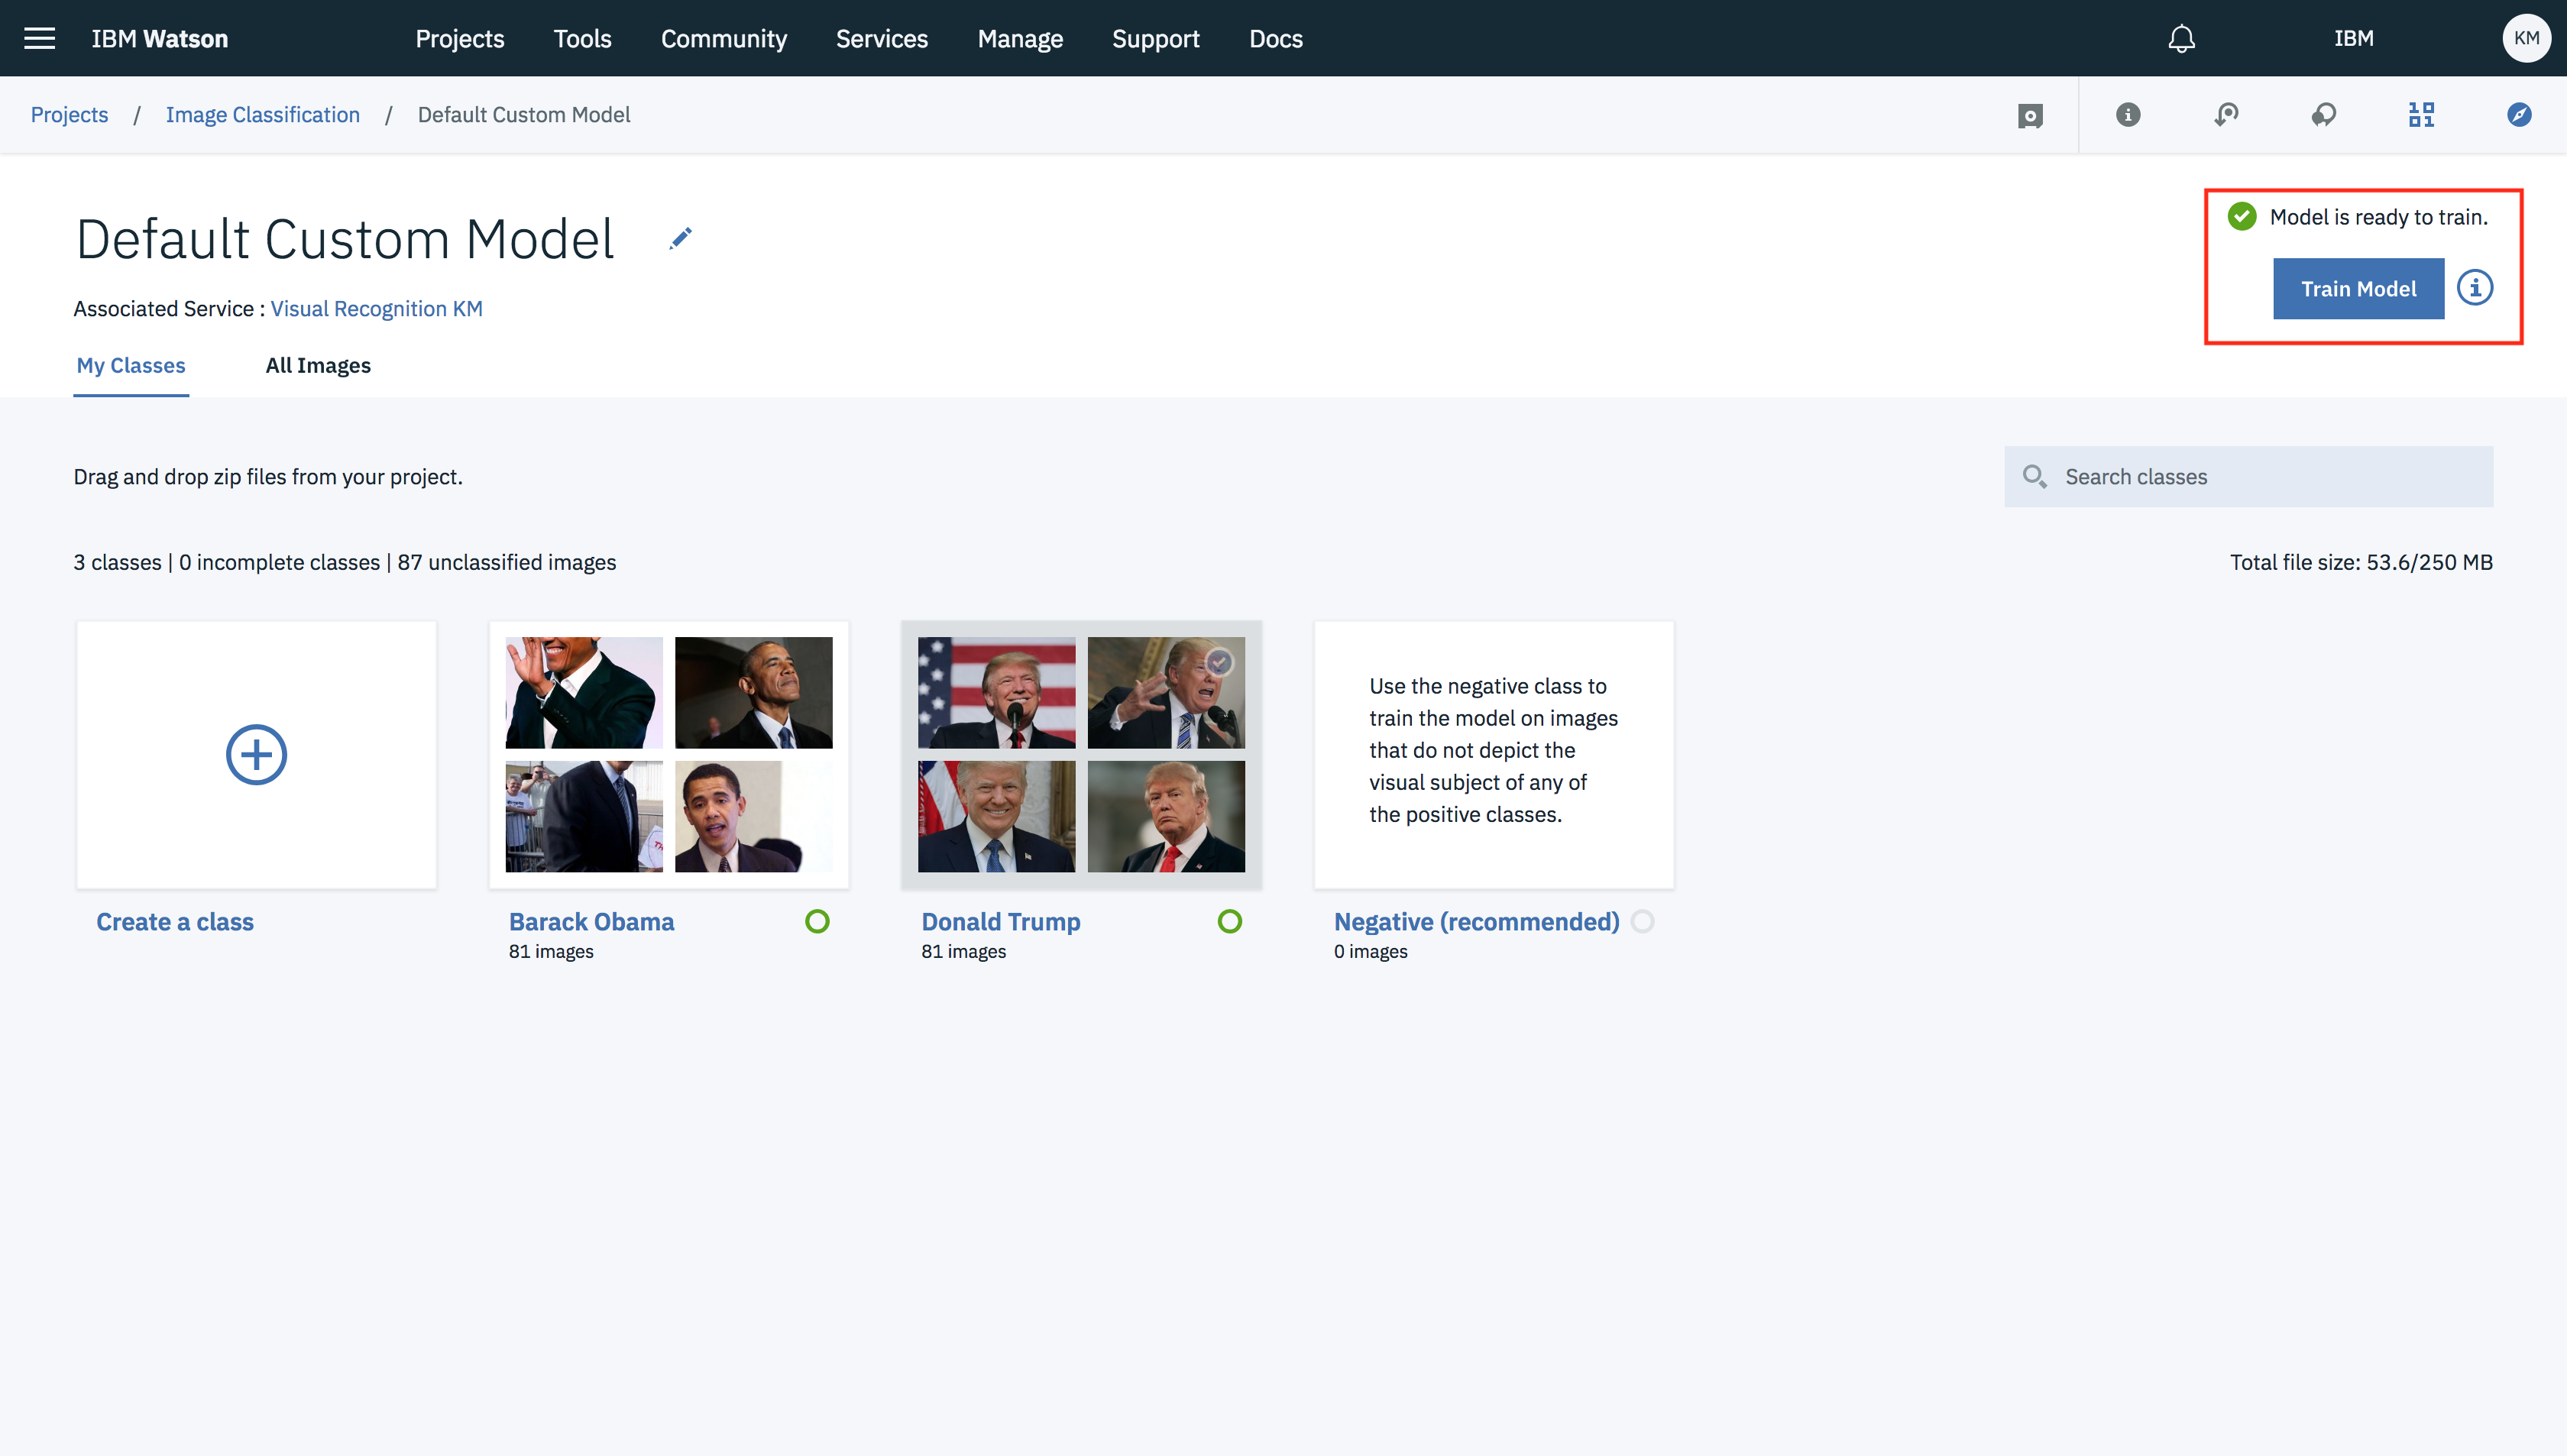 IBM Watson
Projects
Tools
Community
Services
Manage
Support
Docs
IBM
KM
Projects / Image Classification / Default Custom Model
Default Custom Model
Model is ready to train.
Train Model
Associated Service : Visual Recognition KM
My Classes
All Images
Drag and drop zip files from your project.
Search classes
3 classes | 0 incomplete classes | 87 unclassified images
Total file size: 53.6/250 MB
Use the negative class to
train the model on images
that do not depict the
visual subject of any of
the positive classes.
Create a class
Barack Obama
81 images
Donald Trump
81 images
Negative (recommended)
0 images